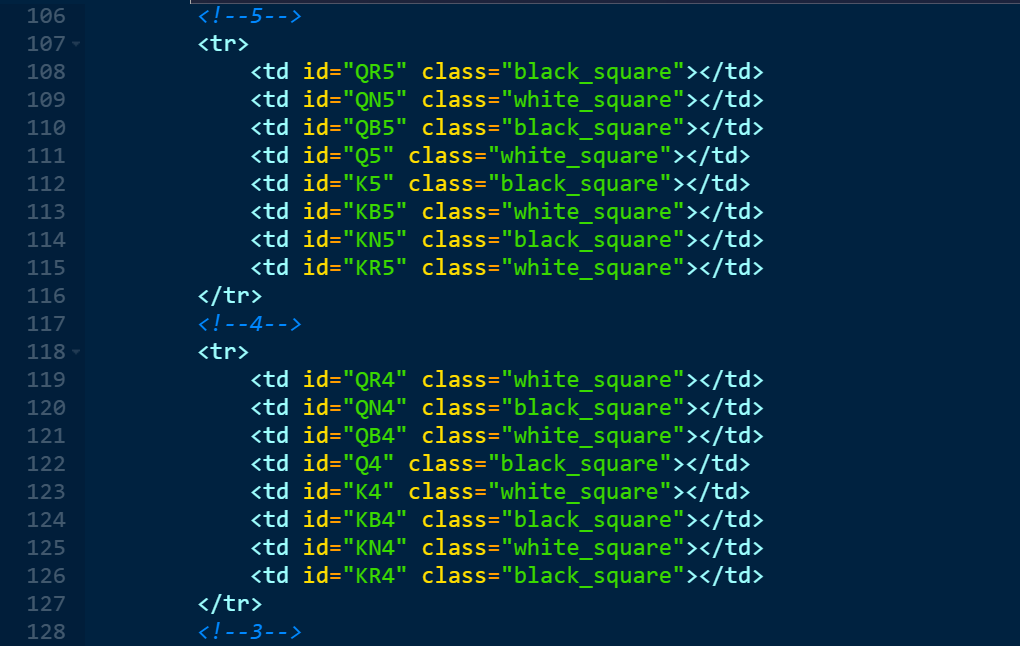 106 <!--5-->
107 <tr>
108 <td id="QR5" class="black_square"></td>
109 <td id="QN5" class="white_square"></td>
110 <td id="QB5" class="black_square"></td>
111 <td id="Q5" class="white_square"></td>
112 <td id="K5" class="black_square"></td>
113 <td id="KB5" class="white_square"></td>
114 <td id="KN5" class="black_square"></td>
115 <td id="KR5" class="white_square"></td>
116 </tr>
117 <!--4-->
118 <tr>
119 <td id="QR4" class="white_square"></td>
120 <td id="QN4" class="black_square"></td>
121 <td id="QB4" class="white_square"></td>
122 <td id="Q4" class="black_square"></td>
123 <td id="K4" class="white_square"></td>
124 <td id="KB4" class="black_square"></td>
125 <td id="KN4" class="white_square"></td>
126 <td id="KR4" class="black_square"></td>
127 </tr>
128 <!--3-->